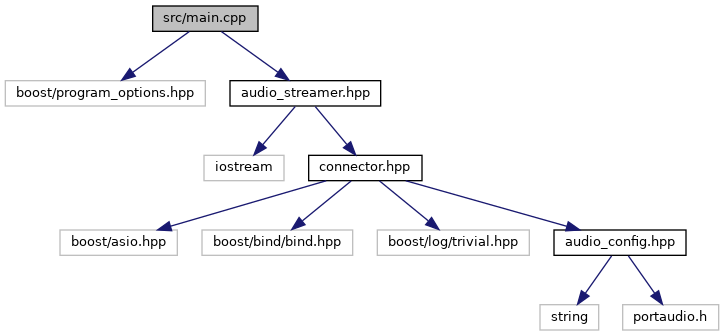 src/main.cpp
boost/program_options.hpp
audio_streamer.hpp
iostream
connector.hpp
boost/asio.hpp
boost/bind/bind.hpp
boost/log/trivial.hpp
audio_config.hpp
string
portaudio.h